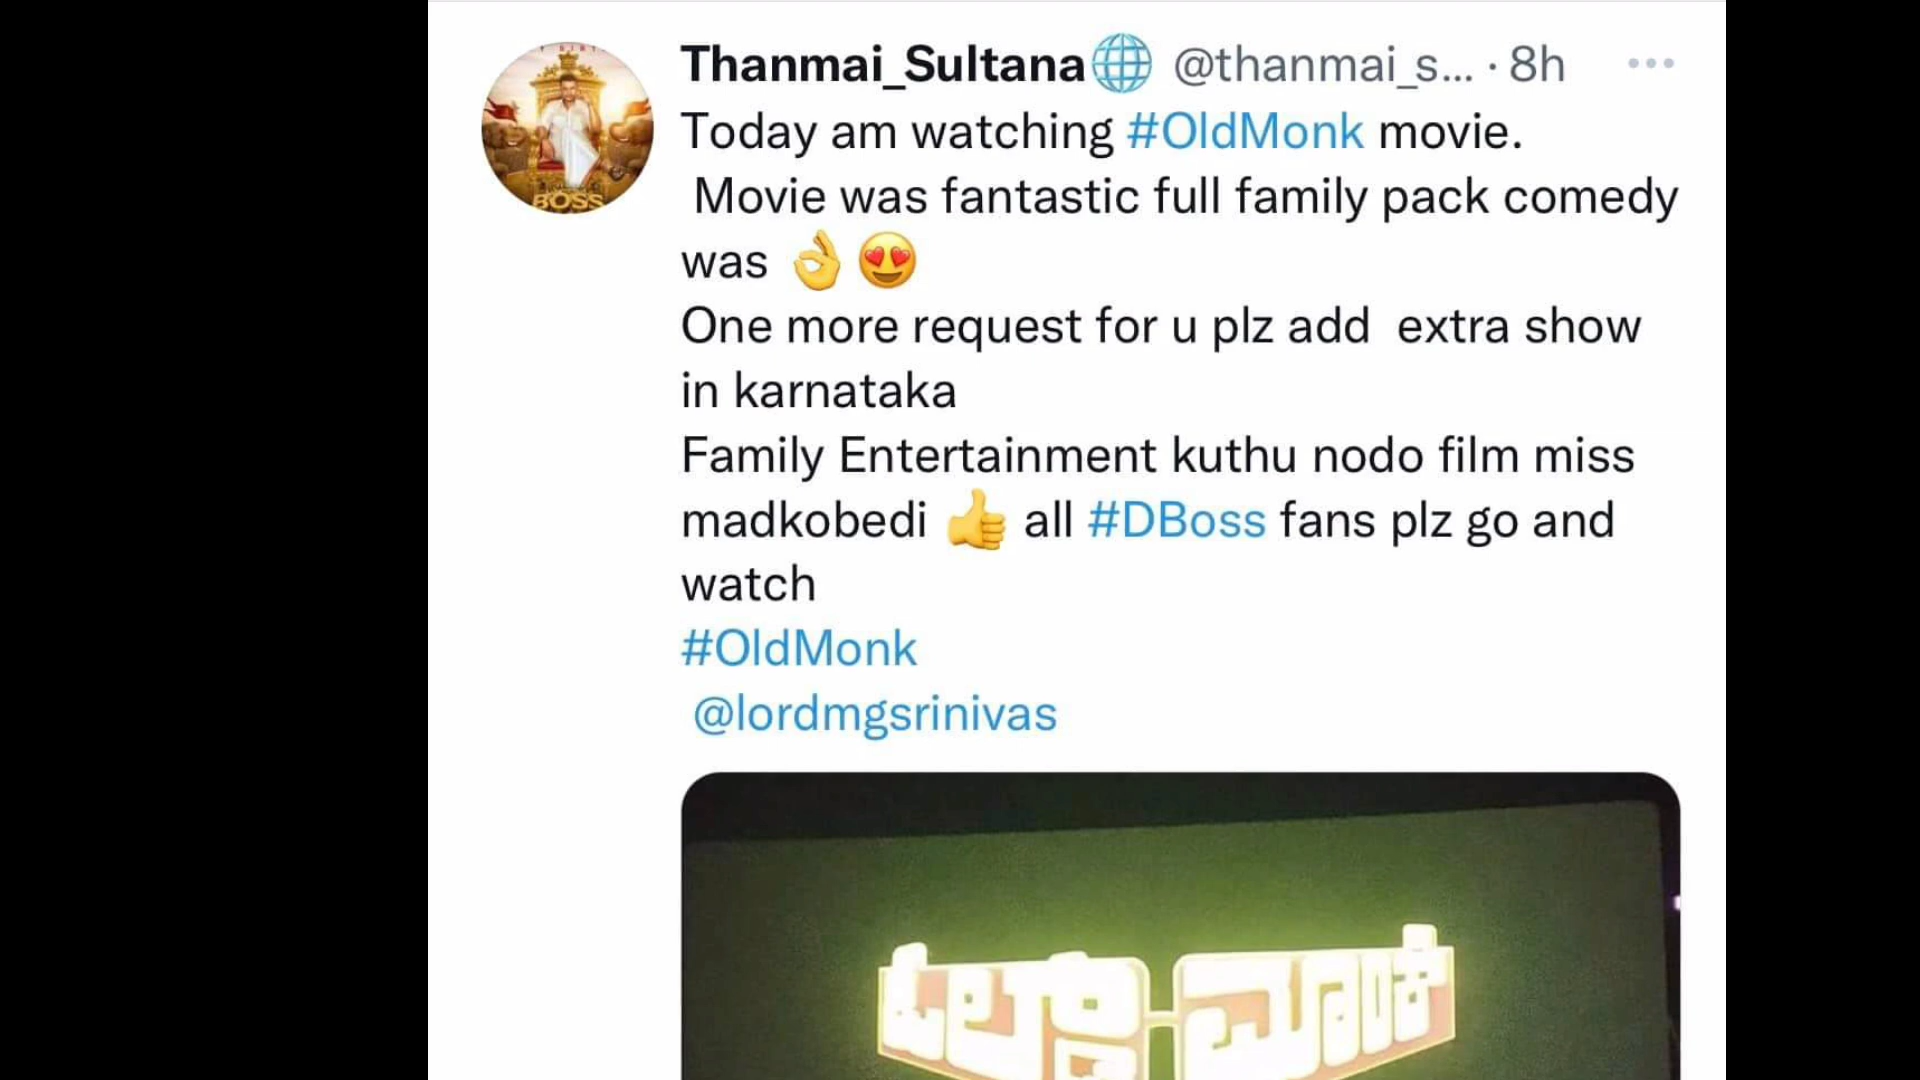 Thanmai_Sultana🌐 @thanmai_s... · 8h
Today am watching #OldMonk movie.
Movie was fantastic full family pack comedy
was 👌😍
One more request for u plz add extra show
in karnataka
Family Entertainment kuthu nodo film miss
madkobedi 👍 all #DBoss fans plz go and
watch
#OldMonk
@lordmgsrinivas
BOSS
ಓಲ್ಡ್ ಮಾಂಕ್